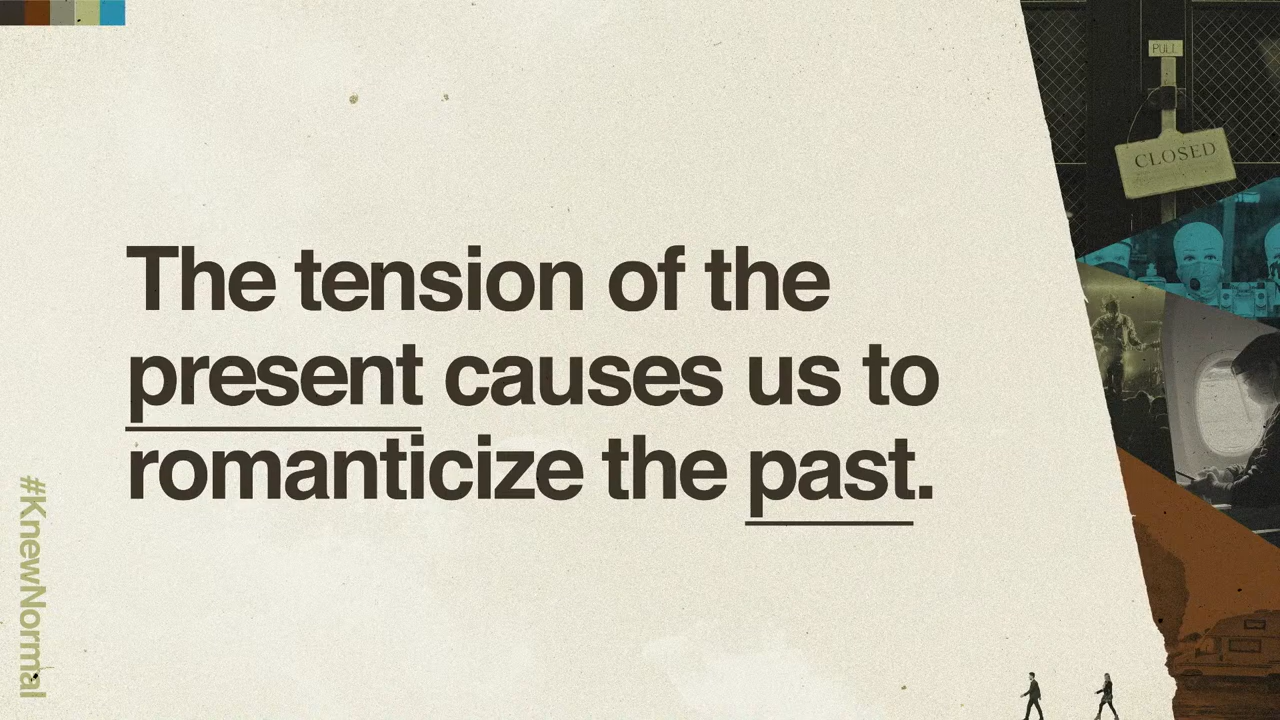 The tension of the
present causes us to
romanticize the past.
#KnewNormal
PULL
CLOSED